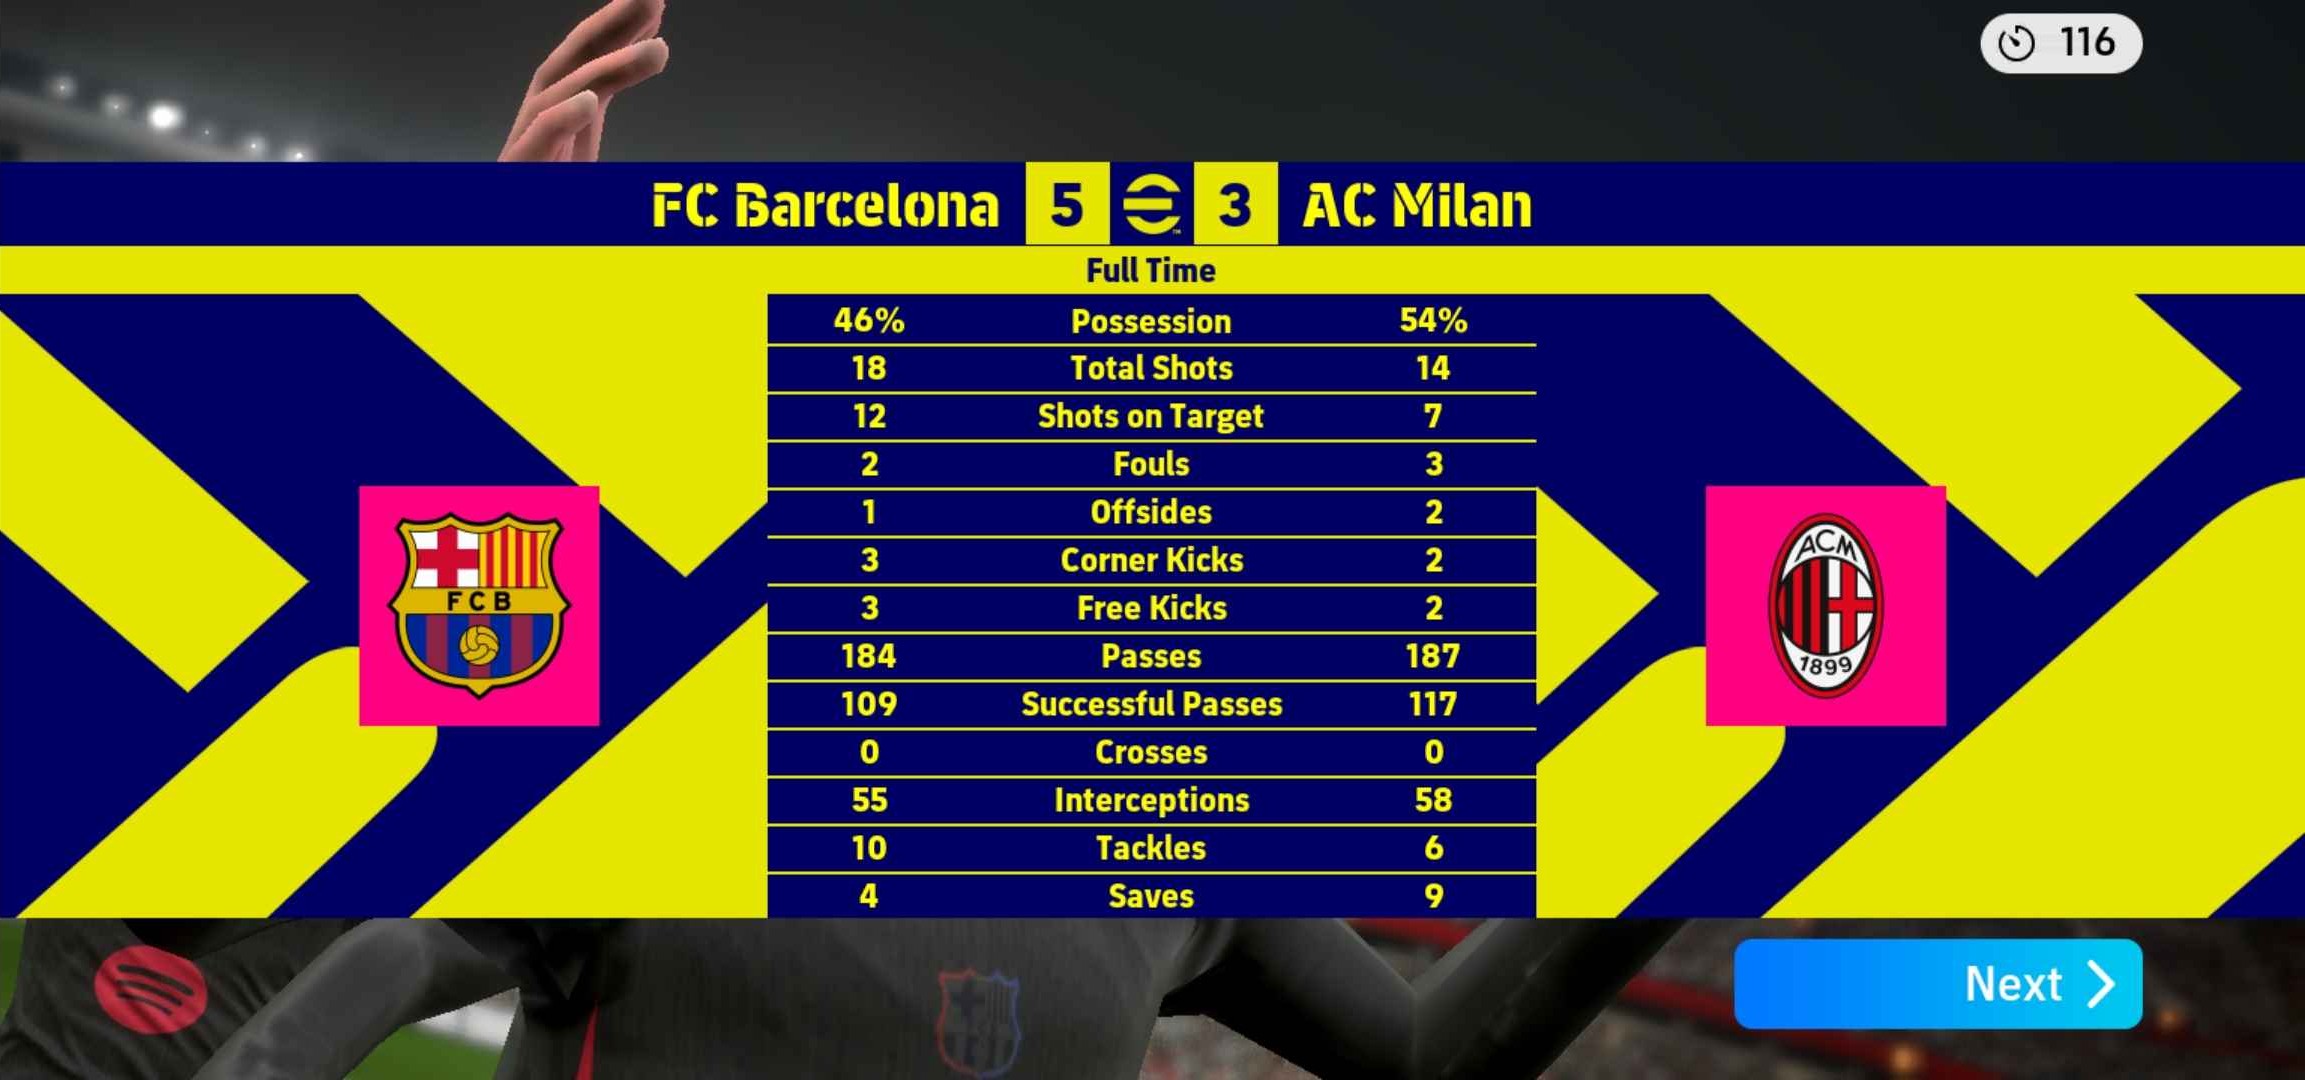 116
FC Barcelona 5 3 AC Milan
Full Time
46% Possession 54%
18 Total Shots 14
12 Shots on Target 7
2 Fouls 3
1 Offsides 2
3 Corner Kicks 2
3 Free Kicks 2
184 Passes 187
109 Successful Passes 117
0 Crosses 0
55 Interceptions 58
10 Tackles 6
4 Saves 9
FCB
ACM
1899
Next